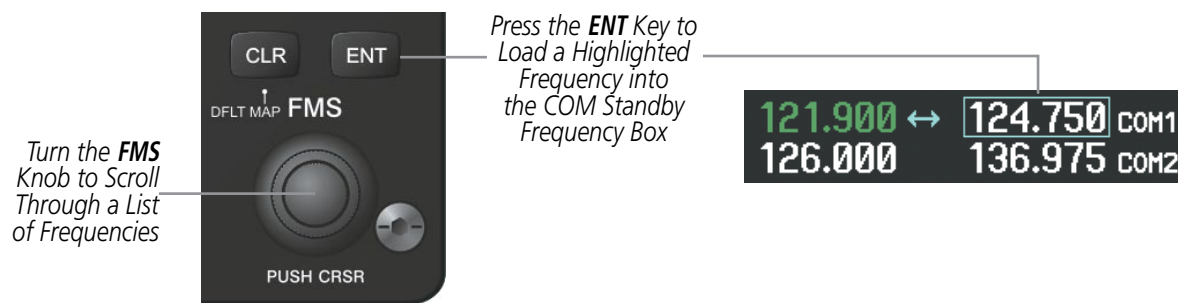 CLR
ENT
DFLT MAP
FMS
PUSH CRSR
Turn the FMS
Knob to Scroll
Through a List
of Frequencies
Press the ENT Key to
Load a Highlighted
Frequency into
the COM Standby
Frequency Box
121.900 ↔ 124.750 COM1
126.000 136.975 COM2